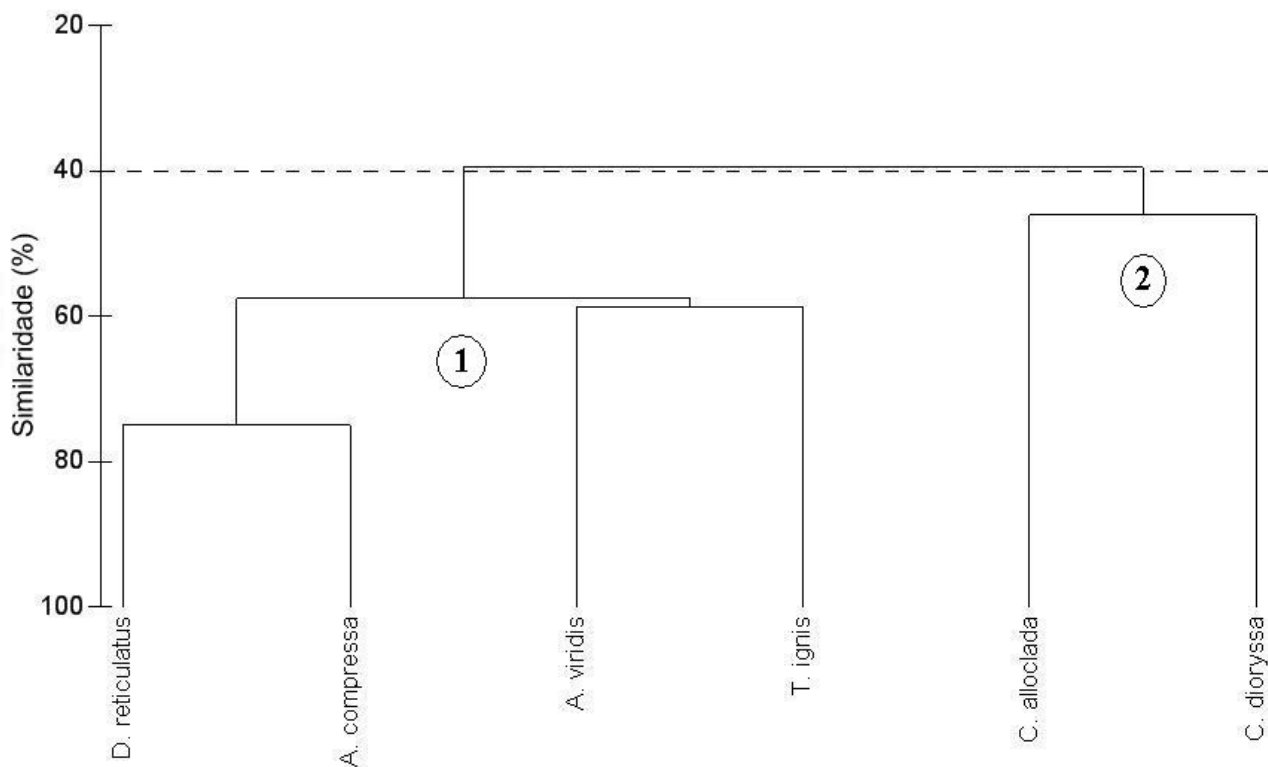 20
40
60
80
100
Similaridade (%)
1
2
D. reticulatus
A. compressa
A. viridis
T. ignis
C. alloclada
C. dioryssa